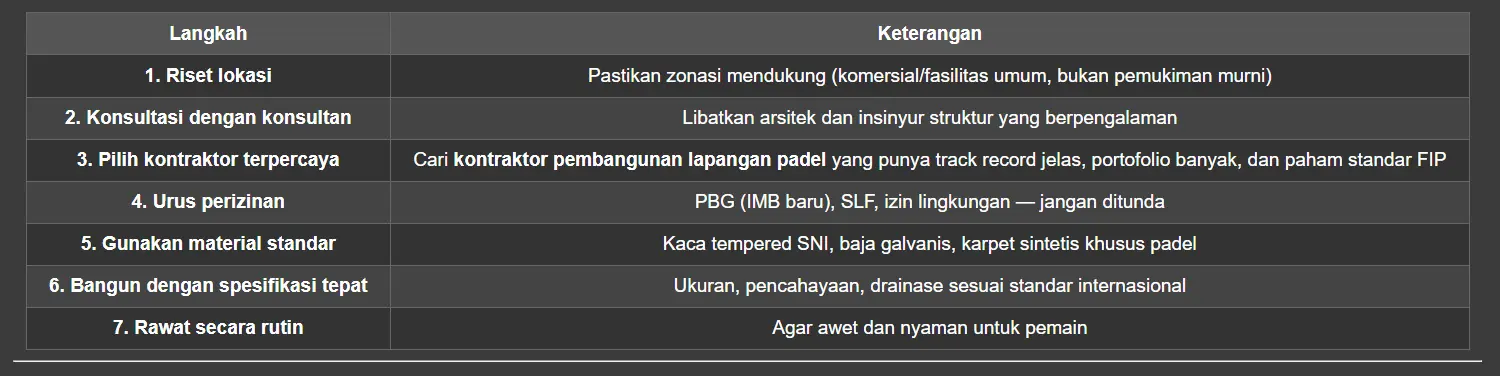 Langkah Keterangan
1. Riset lokasi Pastikan zonasi mendukung (komersial/fasilitas umum, bukan pemukiman murni)
2. Konsultasi dengan konsultan Libatkan arsitek dan insinyur struktur yang berpengalaman
3. Pilih kontraktor terpercaya Cari kontraktor pembangunan lapangan padel yang punya track record jelas, portofolio banyak, dan paham standar FIP
4. Urus perizinan PBG (IMB baru), SLF, izin lingkungan — jangan ditunda
5. Gunakan material standar Kaca tempered SNI, baja galvanis, karpet sintetis khusus padel
6. Bangun dengan spesifikasi tepat Ukuran, pencahayaan, drainase sesuai standar internasional
7. Rawat secara rutin Agar awet dan nyaman untuk pemain